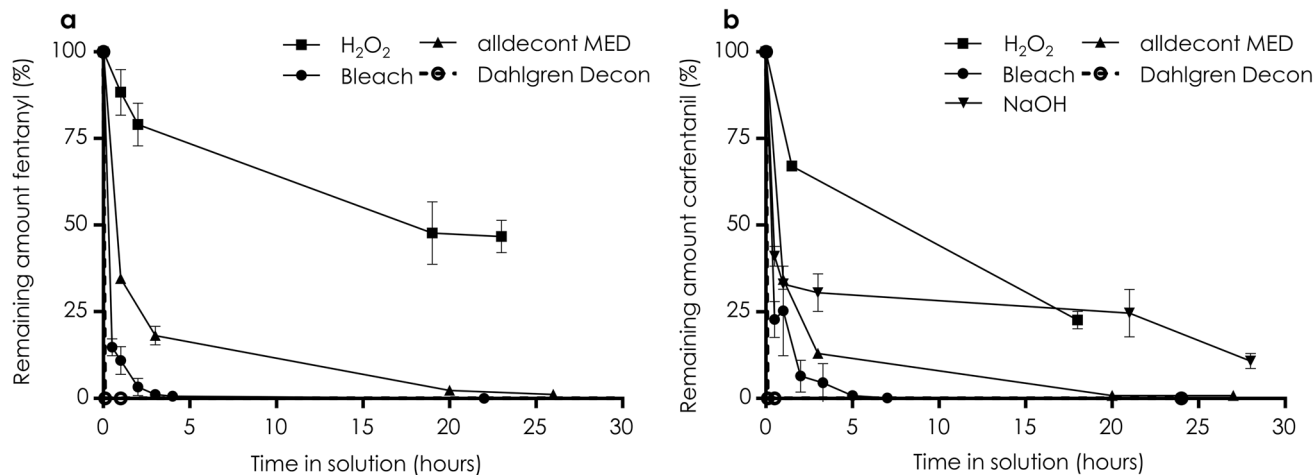 a
H₂O₂
alldecont MED
Bleach
Dahlgren Decon
Remaining amount fentanyl (%)
100
75
50
25
0
0 5 10 15 20 25 30
Time in solution (hours)
b
H₂O₂
alldecont MED
Bleach
Dahlgren Decon
NaOH
Remaining amount carfentanil (%)
100
75
50
25
0
0 5 10 15 20 25 30
Time in solution (hours)